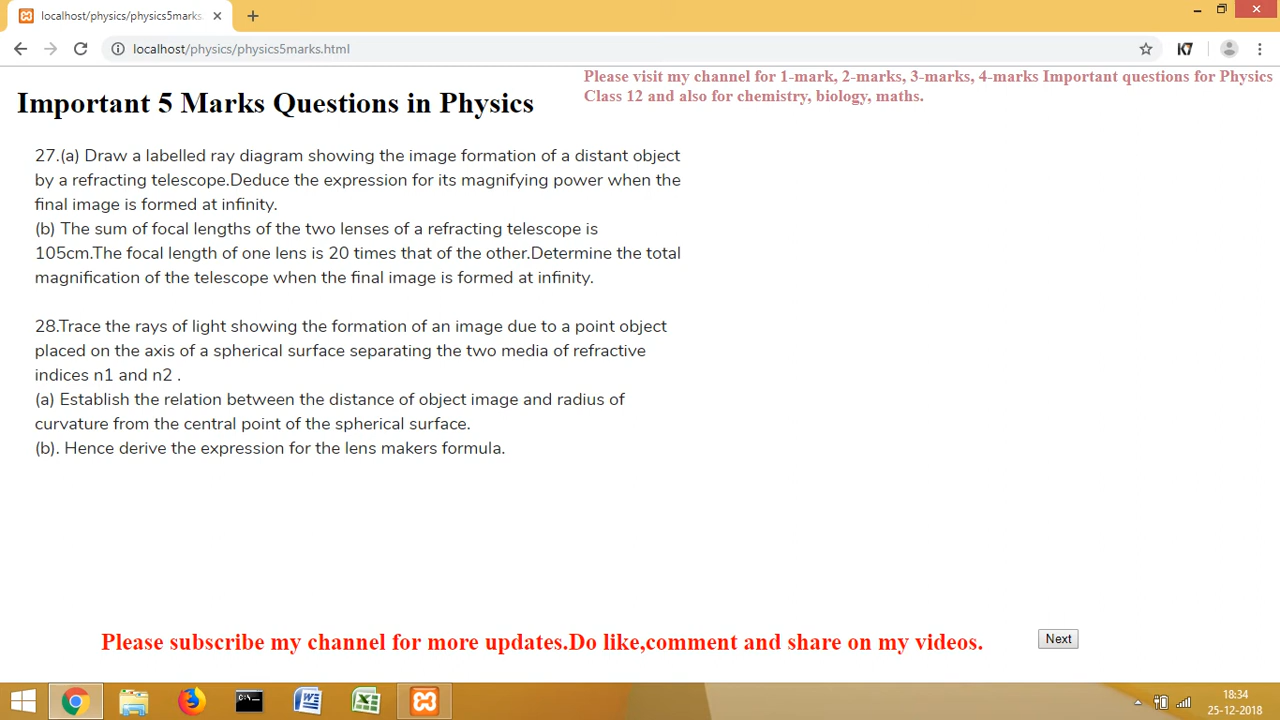 localhost/physics/physics5marks.
localhost/physics/physics5marks.html
K7
Please visit my channel for 1-mark, 2-marks, 3-marks, 4-marks Important questions for Physics
Class 12 and also for chemistry, biology, maths.
Important 5 Marks Questions in Physics
27.(a) Draw a labelled ray diagram showing the image formation of a distant object
by a refracting telescope.Deduce the expression for its magnifying power when the
final image is formed at infinity.
(b) The sum of focal lengths of the two lenses of a refracting telescope is
105cm.The focal length of one lens is 20 times that of the other.Determine the total
magnification of the telescope when the final image is formed at infinity.
28.Trace the rays of light showing the formation of an image due to a point object
placed on the axis of a spherical surface separating the two media of refractive
indices n1 and n2 .
(a) Establish the relation between the distance of object image and radius of
curvature from the central point of the spherical surface.
(b). Hence derive the expression for the lens makers formula.
Please subscribe my channel for more updates.Do like,comment and share on my videos.
Next
18:34
25-12-2018